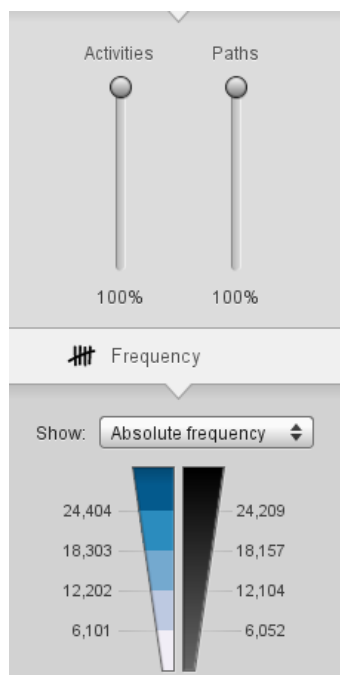 Activities Paths
100% 100%
Frequency
Show: Absolute frequency
24,404 24,209
18,303 18,157
12,202 12,104
6,101 6,052